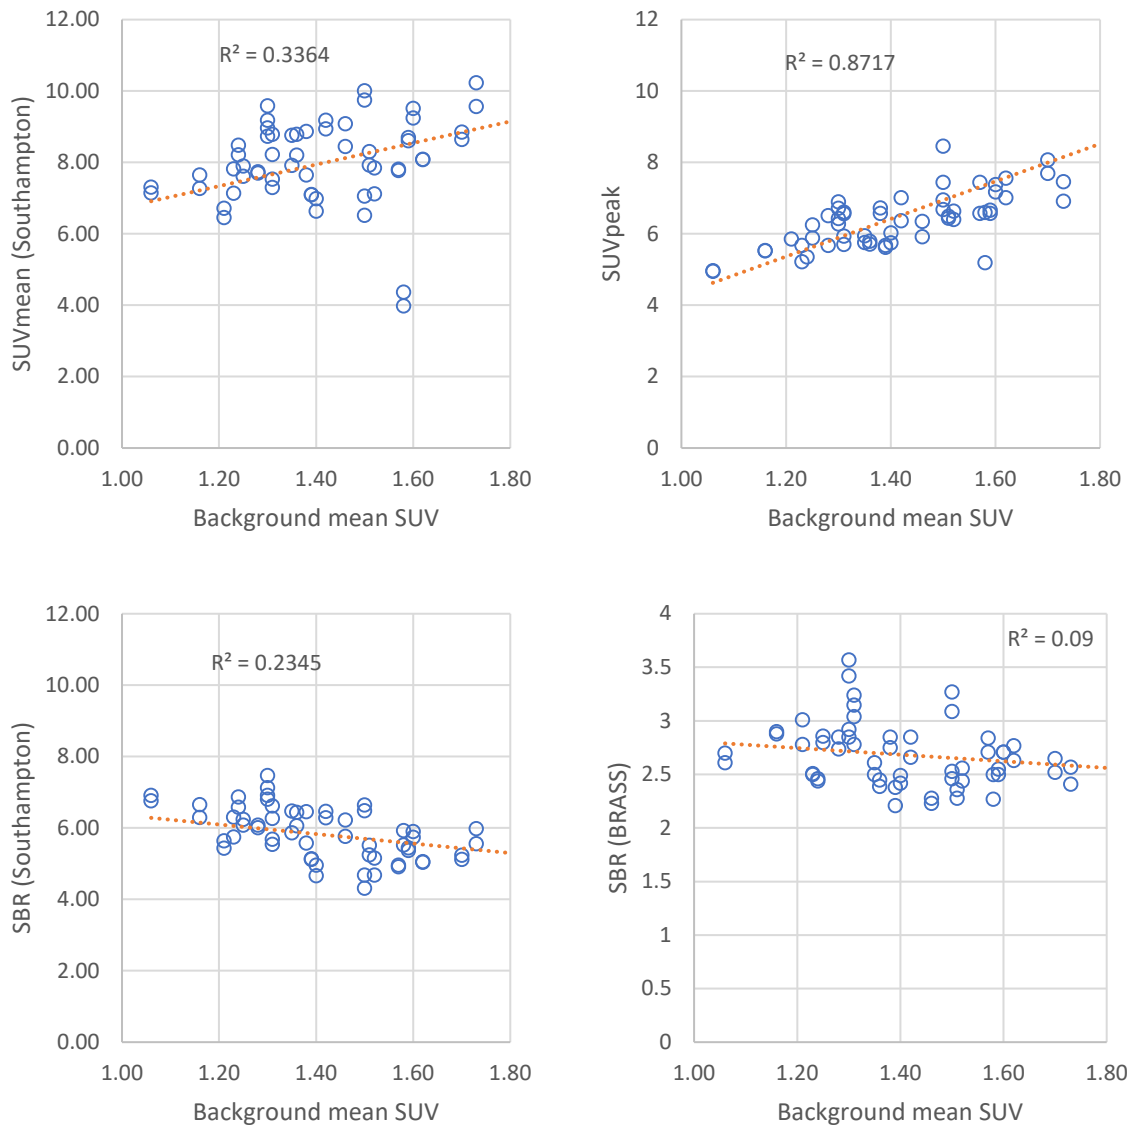 12.00
10.00
8.00
6.00
4.00
2.00
0.00
1.00 1.20 1.40 1.60 1.80
SUVmean (Southampton)
Background mean SUV
R² = 0.3364
12
10
8
6
4
2
0
1.00 1.20 1.40 1.60 1.80
SUVpeak
Background mean SUV
R² = 0.8717
12.00
10.00
8.00
6.00
4.00
2.00
0.00
1.00 1.20 1.40 1.60 1.80
SBR (Southampton)
Background mean SUV
R² = 0.2345
4
3.5
3
2.5
2
1.5
1
0.5
0
1.00 1.20 1.40 1.60 1.80
SBR (BRASS)
Background mean SUV
R² = 0.09